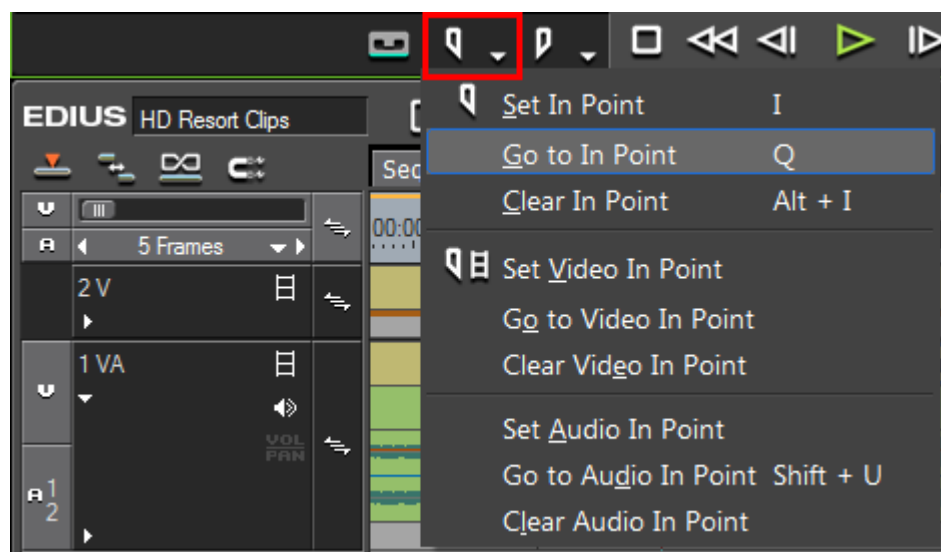 EDIUS HD Resort Clips
Set In Point I
Go to In Point Q
Clear In Point Alt + I
Set Video In Point
Go to Video In Point
Clear Video In Point
Set Audio In Point
Go to Audio In Point Shift + U
Clear Audio In Point
Sec
V
A 5 Frames
00:00
2 V
1 VA
V
VOL
PAN
A 1
2